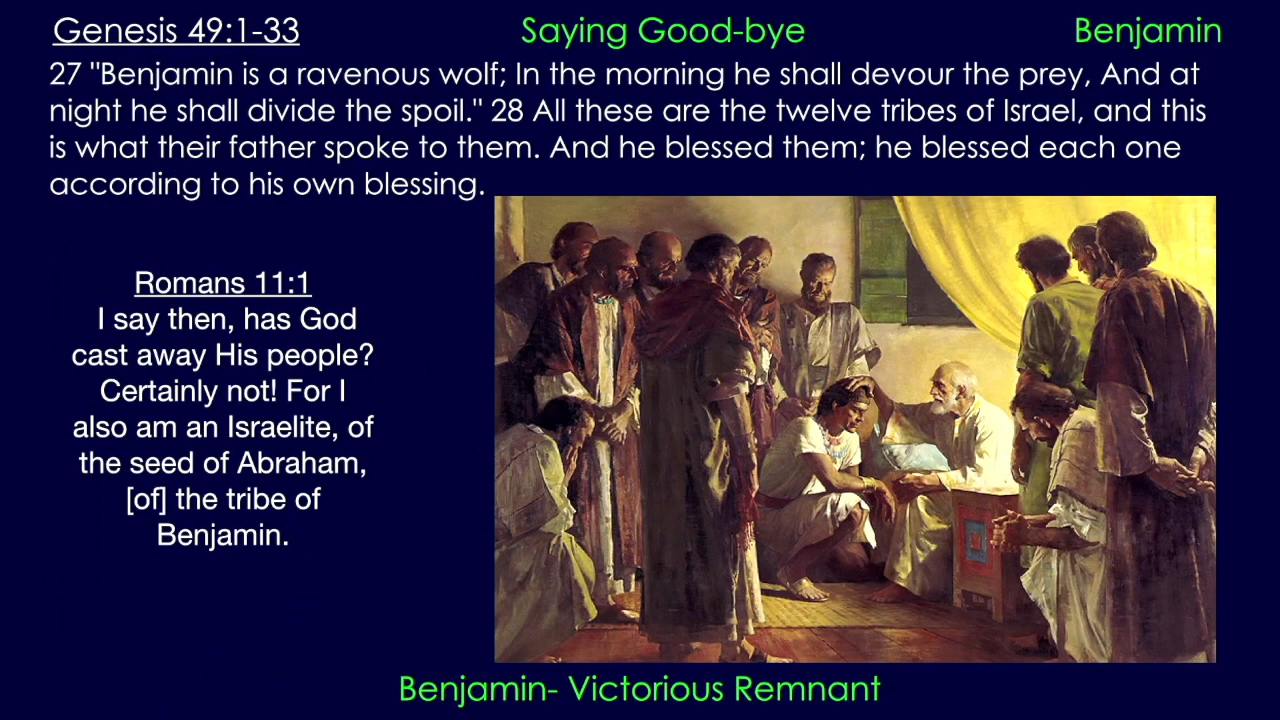 Genesis 49:1-33
Saying Good-bye
Benjamin
27 "Benjamin is a ravenous wolf; In the morning he shall devour the prey, And at
night he shall divide the spoil." 28 All these are the twelve tribes of Israel, and this
is what their father spoke to them. And he blessed them; he blessed each one
according to his own blessing.
Romans 11:1
I say then, has God
cast away His people?
Certainly not! For I
also am an Israelite, of
the seed of Abraham,
[of] the tribe of
Benjamin.
Benjamin- Victorious Remnant